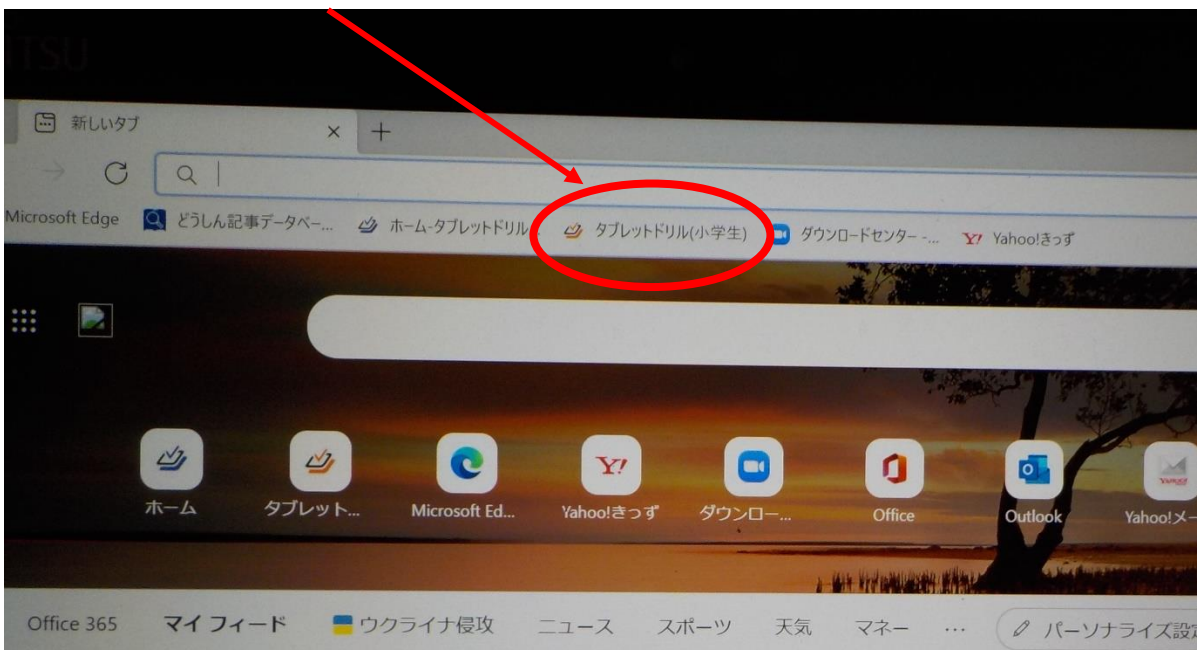 ITSU
新しいタブ
Microsoft Edge どうしん記事データベー... ホーム-タブレットドリル タブレットドリル(小学生) ダウンロードセンター -... Y! Yahoo!きっず
ホーム タブレット... Microsoft Ed... Y! Yahoo!きっず ダウンロー... Office Outlook Yahoo!メー
Office 365 マイ フィード ウクライナ侵攻 ニュース スポーツ 天気 マネー ... パーソナライズ設定